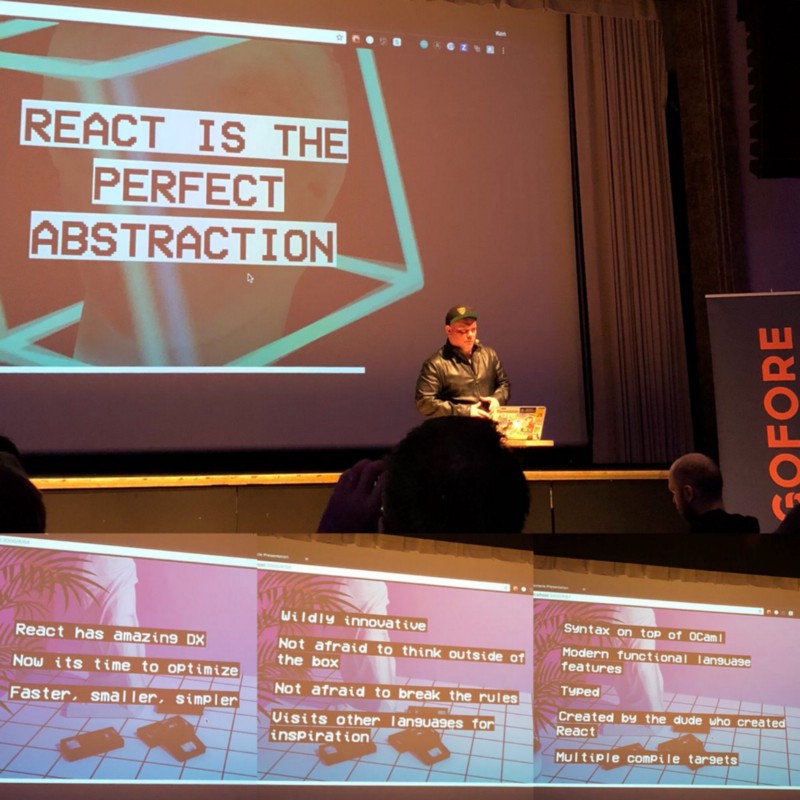 Ken
REACT IS THE
PERFECT
ABSTRACTION
GOFORE
React has amazing DX
Now its time to optimize
Faster, smaller, simpler
Wildly innovative
Not afraid to think outside of
the box
Not afraid to break the rules
Visits other languages for
inspiration
Syntax on top of OCaml
Modern functional language
features
Typed
Created by the dude who created
React
Multiple compile targets